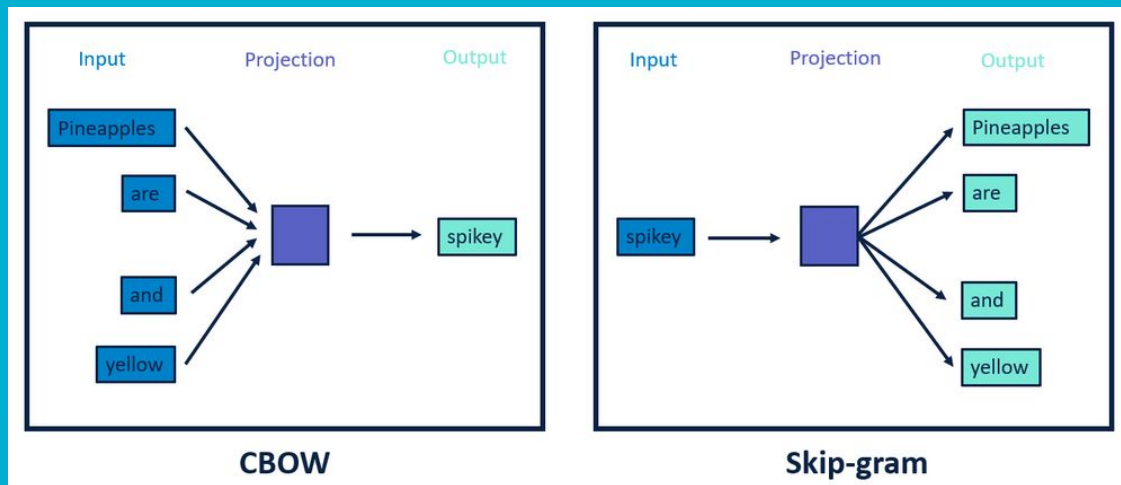 Input Projection Output
Pineapples
are
spikey
and
yellow
CBOW
Input Projection Output
Pineapples
are
spikey
and
yellow
Skip-gram